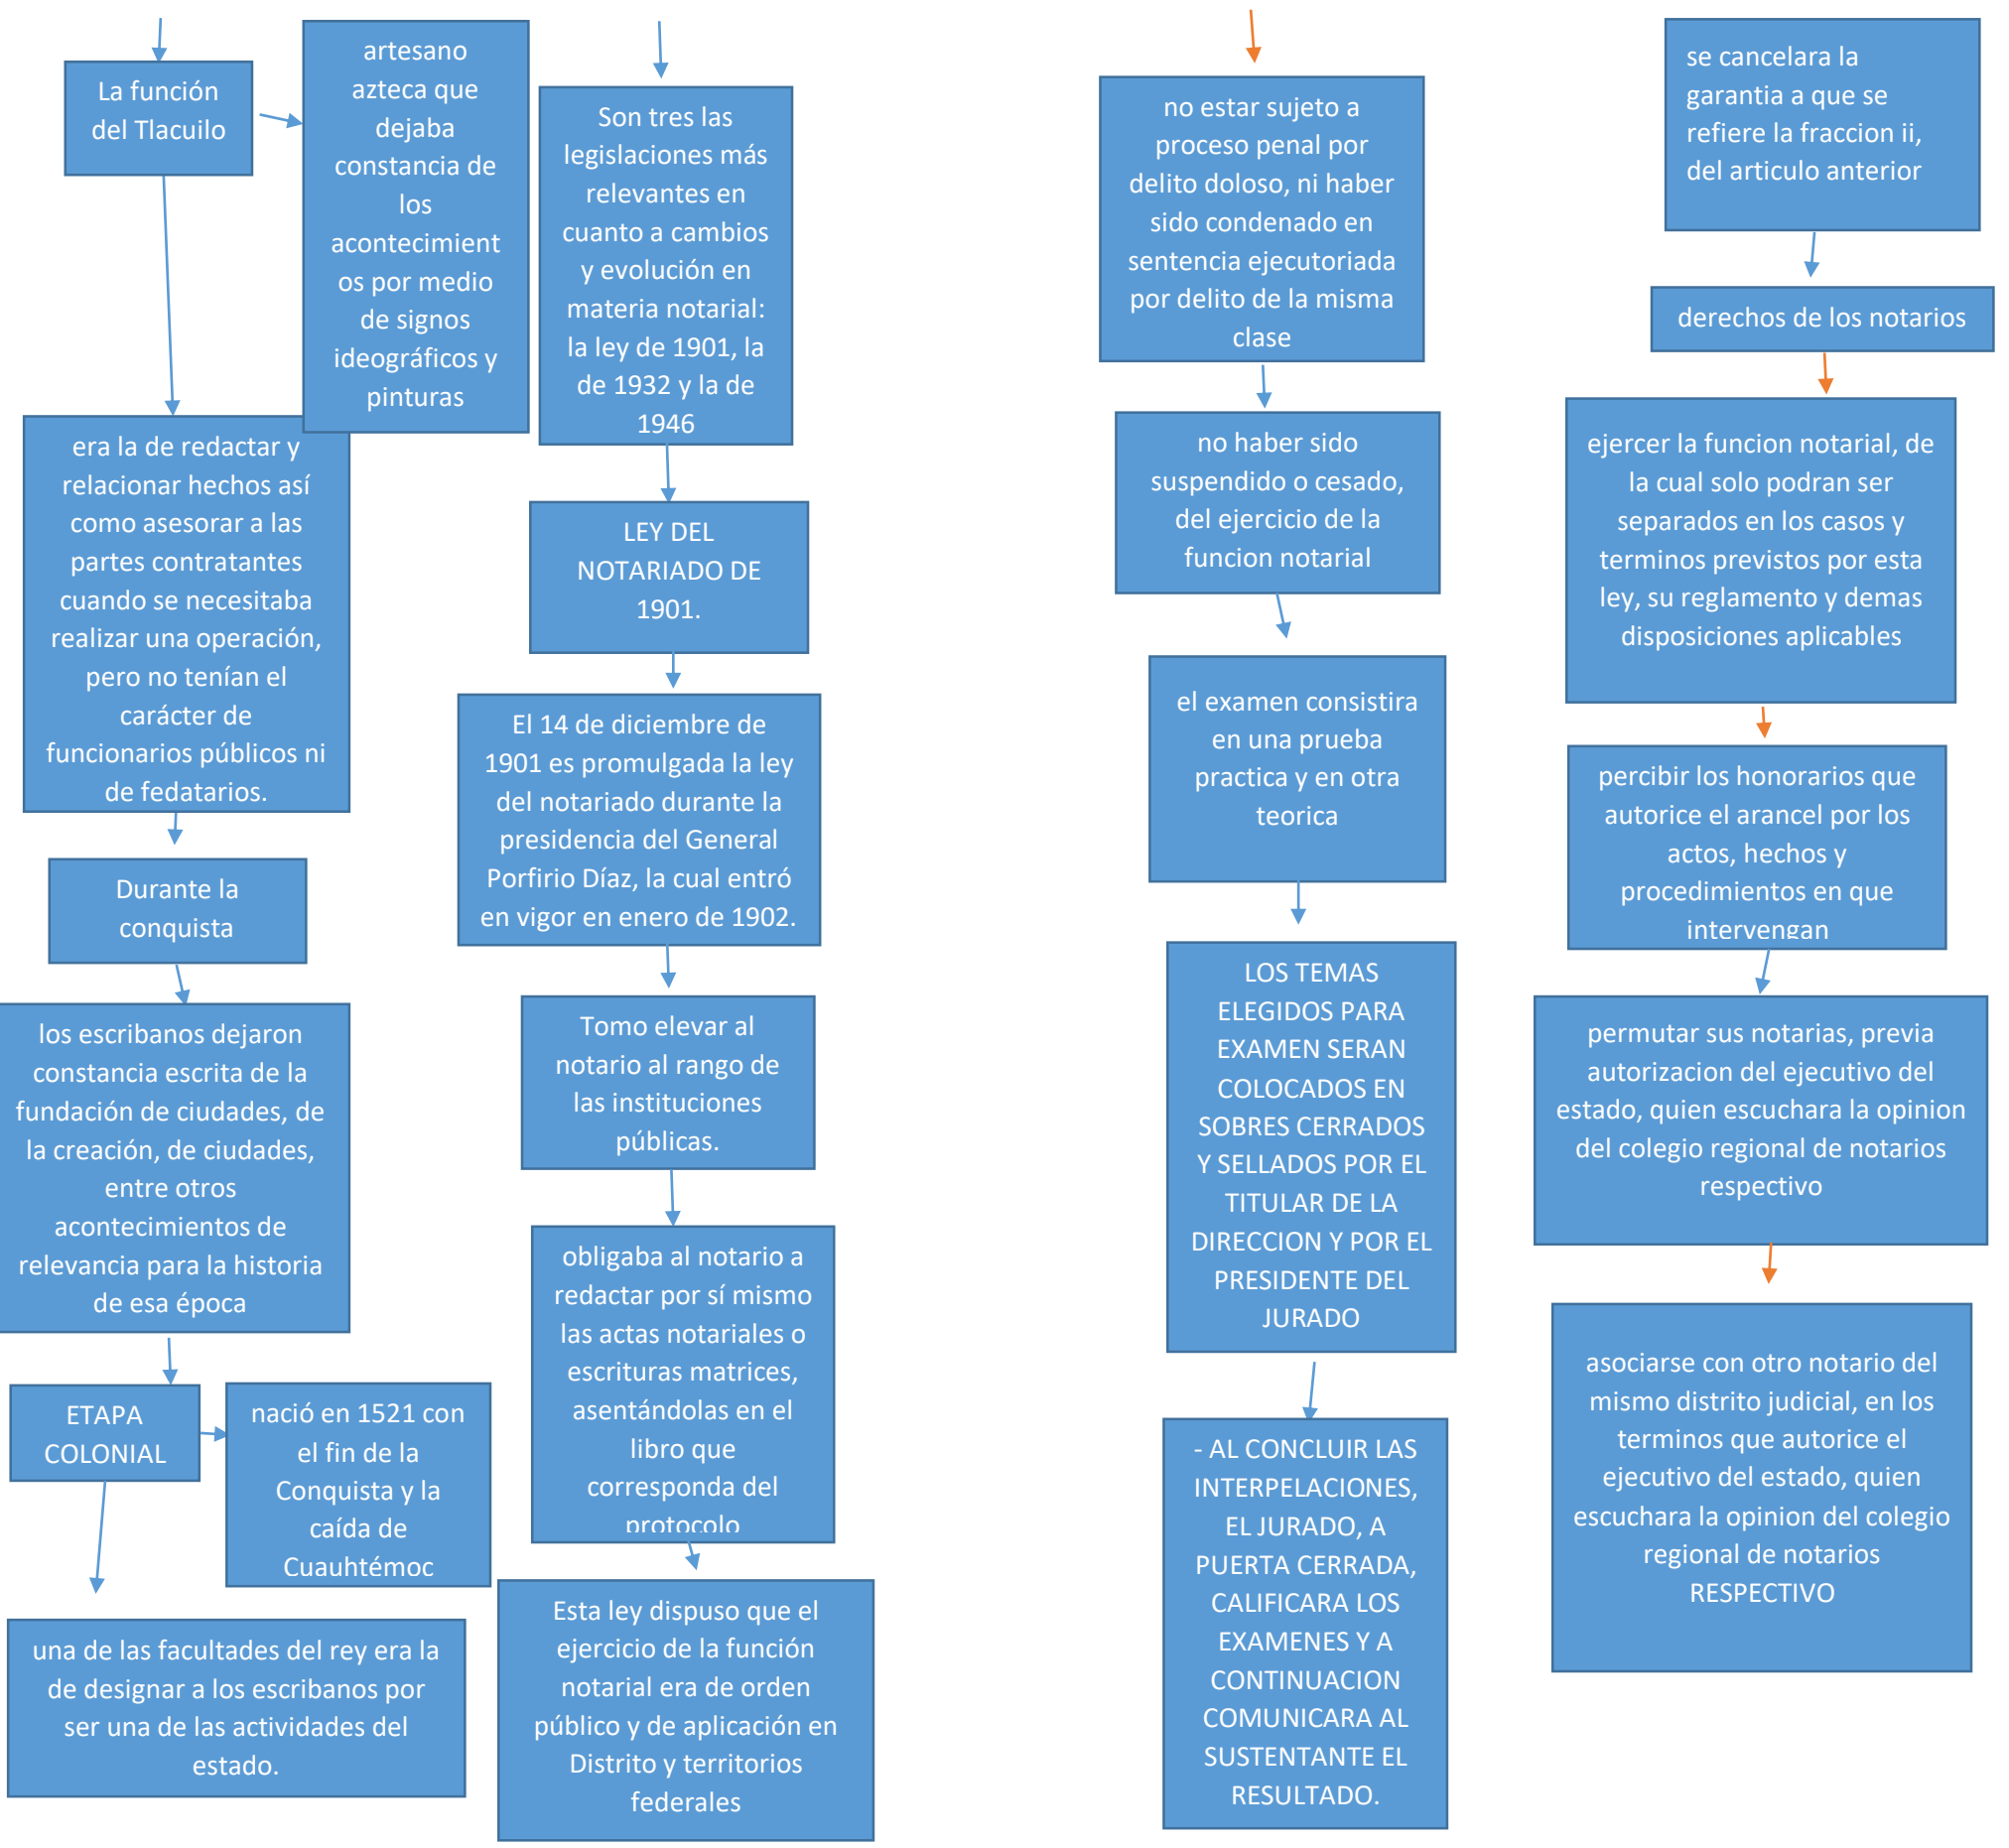 La función
del Tlacuilo
artesano
azteca que
dejaba
constancia de
los
acontecimient
os por medio
de signos
ideográficos y
pinturas
era la de redactar y
relacionar hechos así
como asesorar a las
partes contratantes
cuando se necesitaba
realizar una operación,
pero no tenían el
carácter de
funcionarios públicos ni
de fedatarios.
Durante la
conquista
los escribanos dejaron
constancia escrita de la
fundación de ciudades, de
la creación, de ciudades,
entre otros
acontecimientos de
relevancia para la historia
de esa época
ETAPA
COLONIAL
nació en 1521 con
el fin de la
Conquista y la
caída de
Cuauhtémoc
una de las facultades del rey era la
de designar a los escribanos por
ser una de las actividades del
estado.
Son tres las
legislaciones más
relevantes en
cuanto a cambios
y evolución en
materia notarial:
la ley de 1901, la
de 1932 y la de
1946
LEY DEL
NOTARIADO DE
1901.
El 14 de diciembre de
1901 es promulgada la ley
del notariado durante la
presidencia del General
Porfirio Díaz, la cual entró
en vigor en enero de 1902.
Tomo elevar al
notario al rango de
las instituciones
públicas.
obligaba al notario a
redactar por sí mismo
las actas notariales o
escrituras matrices,
asentándolas en el
libro que
corresponda del
protocolo
Esta ley dispuso que el
ejercicio de la función
notarial era de orden
público y de aplicación en
Distrito y territorios
federales
no estar sujeto a
proceso penal por
delito doloso, ni haber
sido condenado en
sentencia ejecutoriada
por delito de la misma
clase
no haber sido
suspendido o cesado,
del ejercicio de la
funcion notarial
el examen consistira
en una prueba
practica y en otra
teorica
LOS TEMAS
ELEGIDOS PARA
EXAMEN SERAN
COLOCADOS EN
SOBRES CERRADOS
Y SELLADOS POR EL
TITULAR DE LA
DIRECCION Y POR EL
PRESIDENTE DEL
JURADO
- AL CONCLUIR LAS
INTERPELACIONES,
EL JURADO, A
PUERTA CERRADA,
CALIFICARA LOS
EXAMENES Y A
CONTINUACION
COMUNICARA AL
SUSTENTANTE EL
RESULTADO.
se cancelara la
garantia a que se
refiere la fraccion ii,
del articulo anterior
derechos de los notarios
ejercer la funcion notarial, de
la cual solo podran ser
separados en los casos y
terminos previstos por esta
ley, su reglamento y demas
disposiciones aplicables
percibir los honorarios que
autorice el arancel por los
actos, hechos y
procedimientos en que
intervengan
permutar sus notarias, previa
autorizacion del ejecutivo del
estado, quien escuchara la opinion
del colegio regional de notarios
respectivo
asociarse con otro notario del
mismo distrito judicial, en los
terminos que autorice el
ejecutivo del estado, quien
escuchara la opinion del colegio
regional de notarios
RESPECTIVO